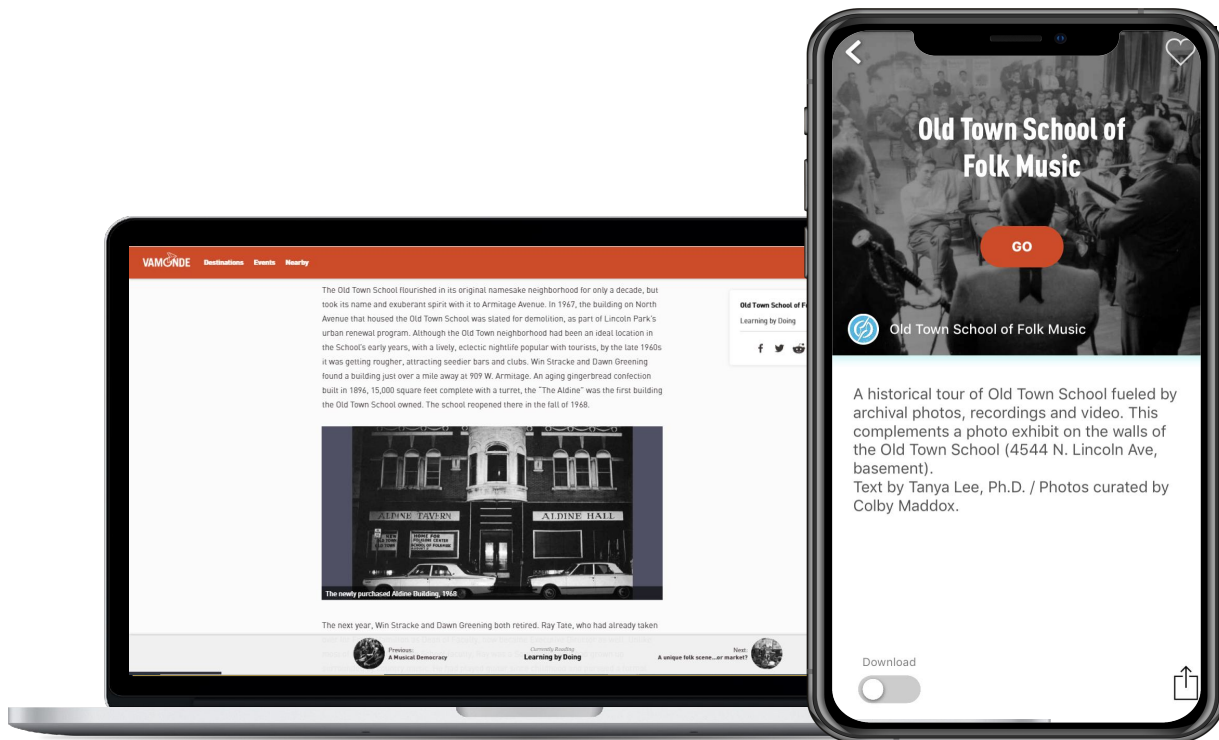 VAMONDE Destinations Events Nearby
The Old Town School flourished in its original namesake neighborhood for only a decade, but
took its name and exuberant spirit with it to Armitage Avenue. In 1967, the building on North
Avenue that housed the Old Town School was slated for demolition, as part of Lincoln Park's
urban renewal program. Although the Old Town neighborhood had been an ideal location in
the School's early years, with a lively, eclectic nightlife popular with tourists, by the late 1960s
it was getting rougher, attracting seedier bars and clubs. Win Stracke and Dawn Greening
found a building just over a mile away at 909 W. Armitage. An aging gingerbread confection
built in 1896, 15,000 square feet complete with a turret, the “The Aldine” was the first building
the Old Town School owned. The school reopened there in the fall of 1968.
ALDINE TAVERN
ALDINE HALL
HOME FOR
FOLKLORE CENTER
The newly purchased Aldine Building, 1968
The next year, Win Stracke and Dawn Greening both retired. Ray Tate, who had already taken
Previous:
A Musical Democracy
Currently Reading
Learning by Doing
Next:
A unique folk scene...or market?
Old Town School of F
Learning by Doing
Old Town School of
Folk Music
GO
Old Town School of Folk Music
A historical tour of Old Town School fueled by
archival photos, recordings and video. This
complements a photo exhibit on the walls of
the Old Town School (4544 N. Lincoln Ave,
basement).
Text by Tanya Lee, Ph.D. / Photos curated by
Colby Maddox.
Download